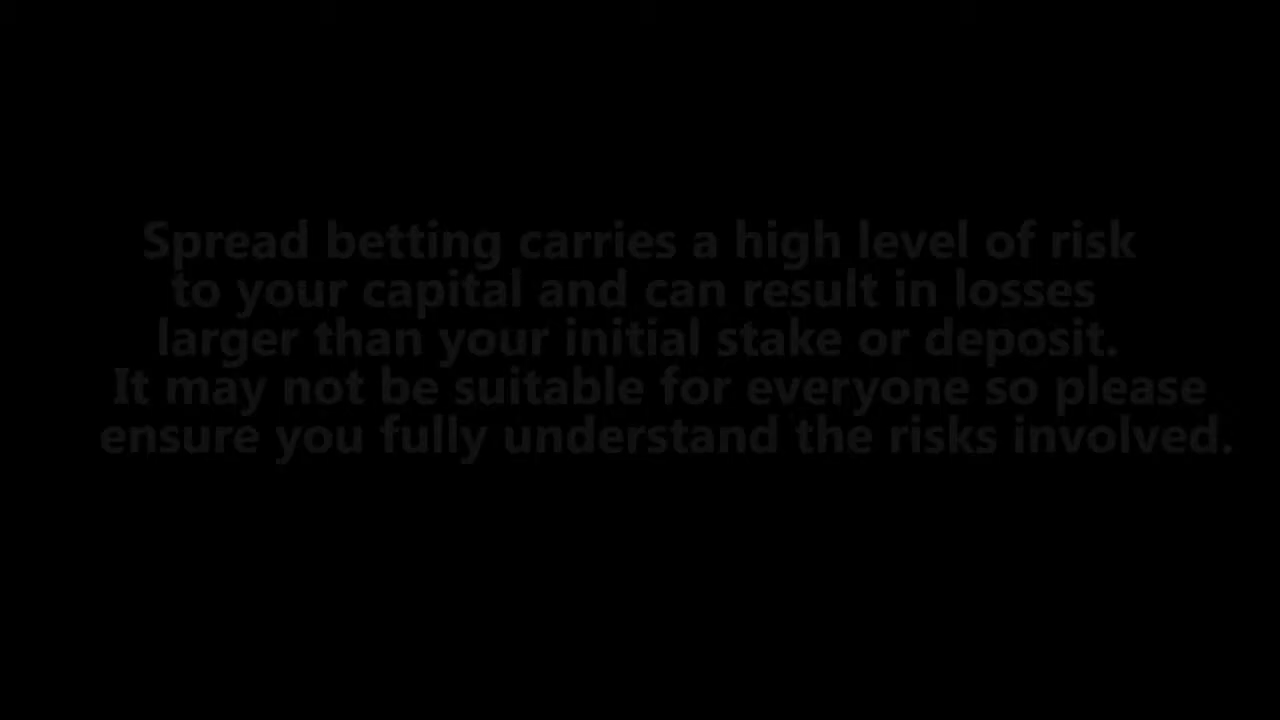 Spread betting carries a high level of risk
to your capital and can result in losses
larger than your initial stake or deposit.
It may not be suitable for everyone so please
ensure you fully understand the risks involved.